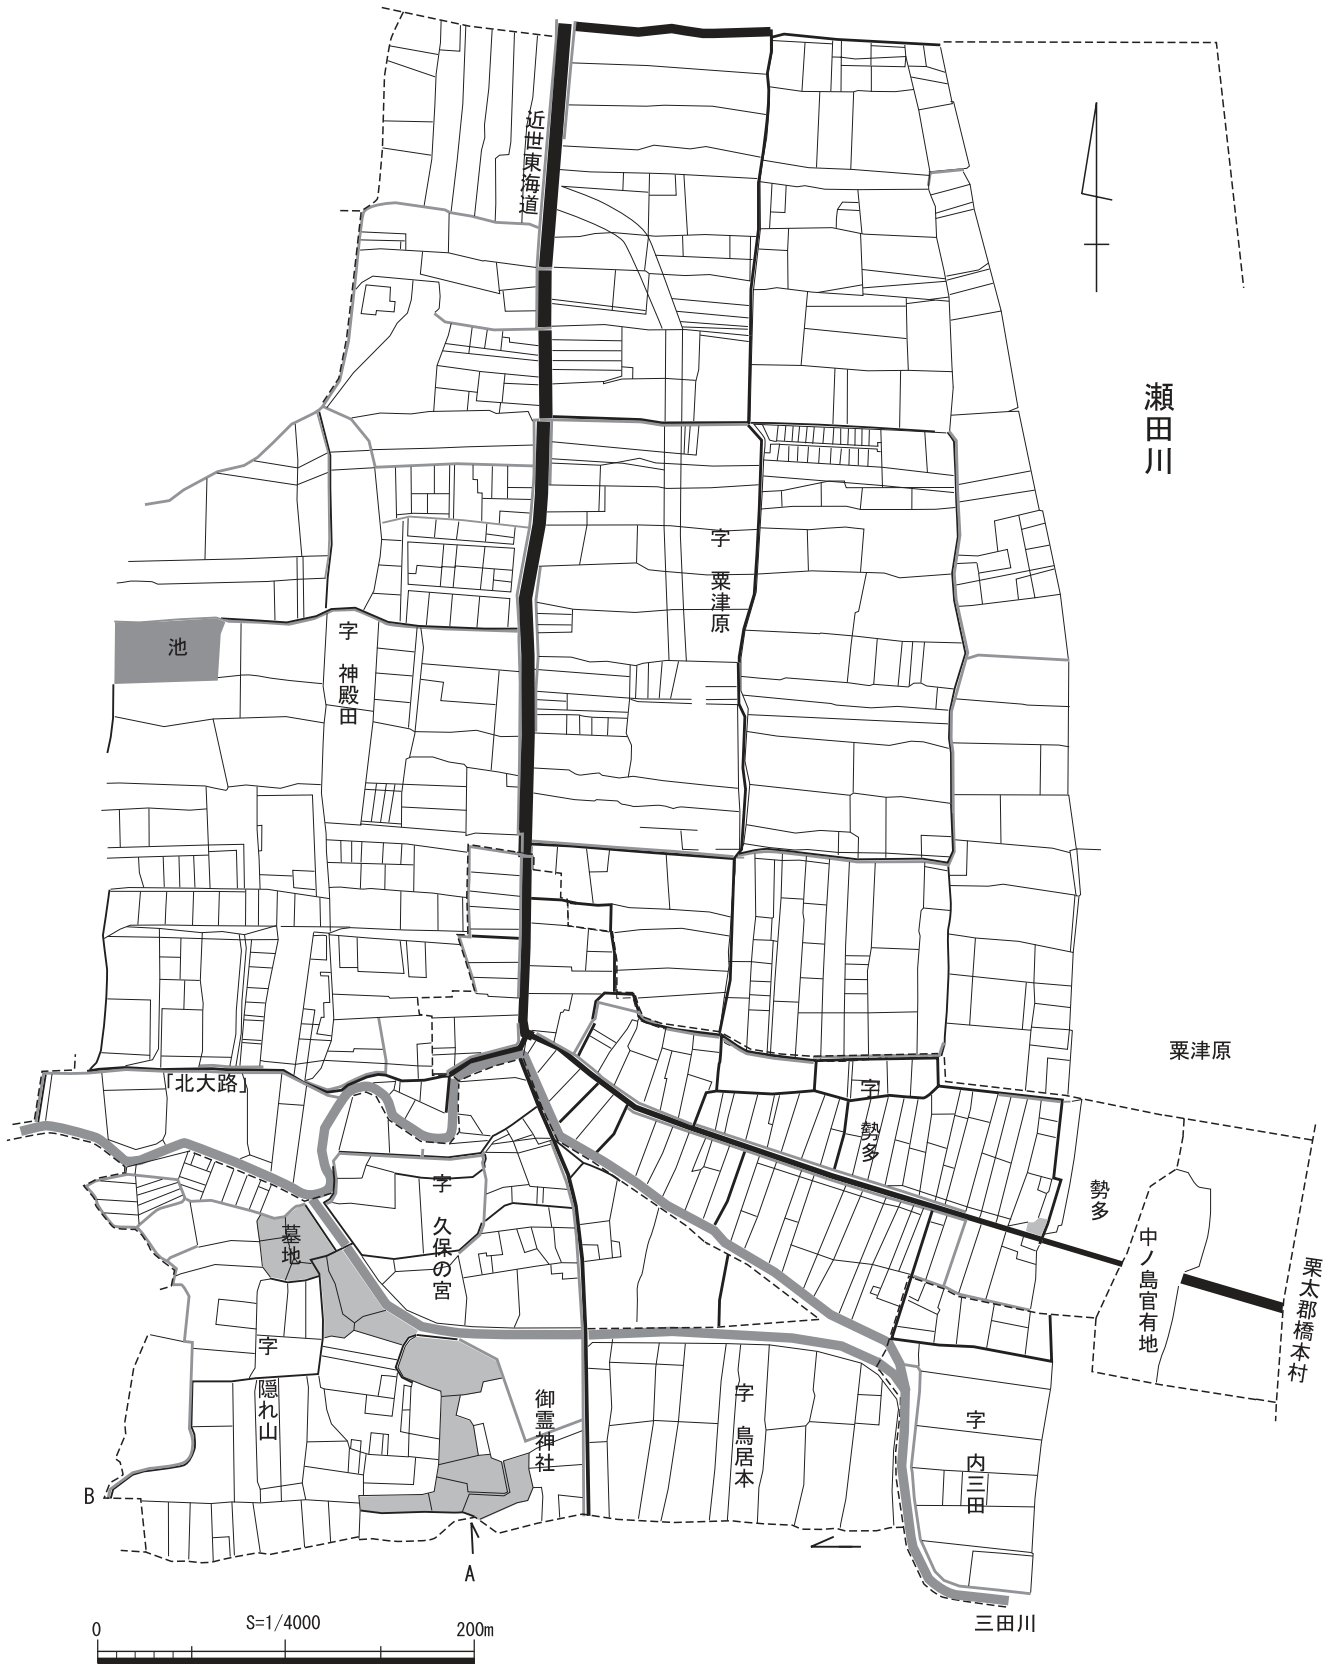 近世東海道
瀬田川
字 粟津原
池
字 神殿田
「北大路」
粟津原
字 勢多
勢多
墓地
字 久保の宮
中ノ島官有地
栗太郡橋本村
字 隠れ山
御霊神社
字 鳥居本
字 内三田
B
A
三田川
0
S=1/4000
200m